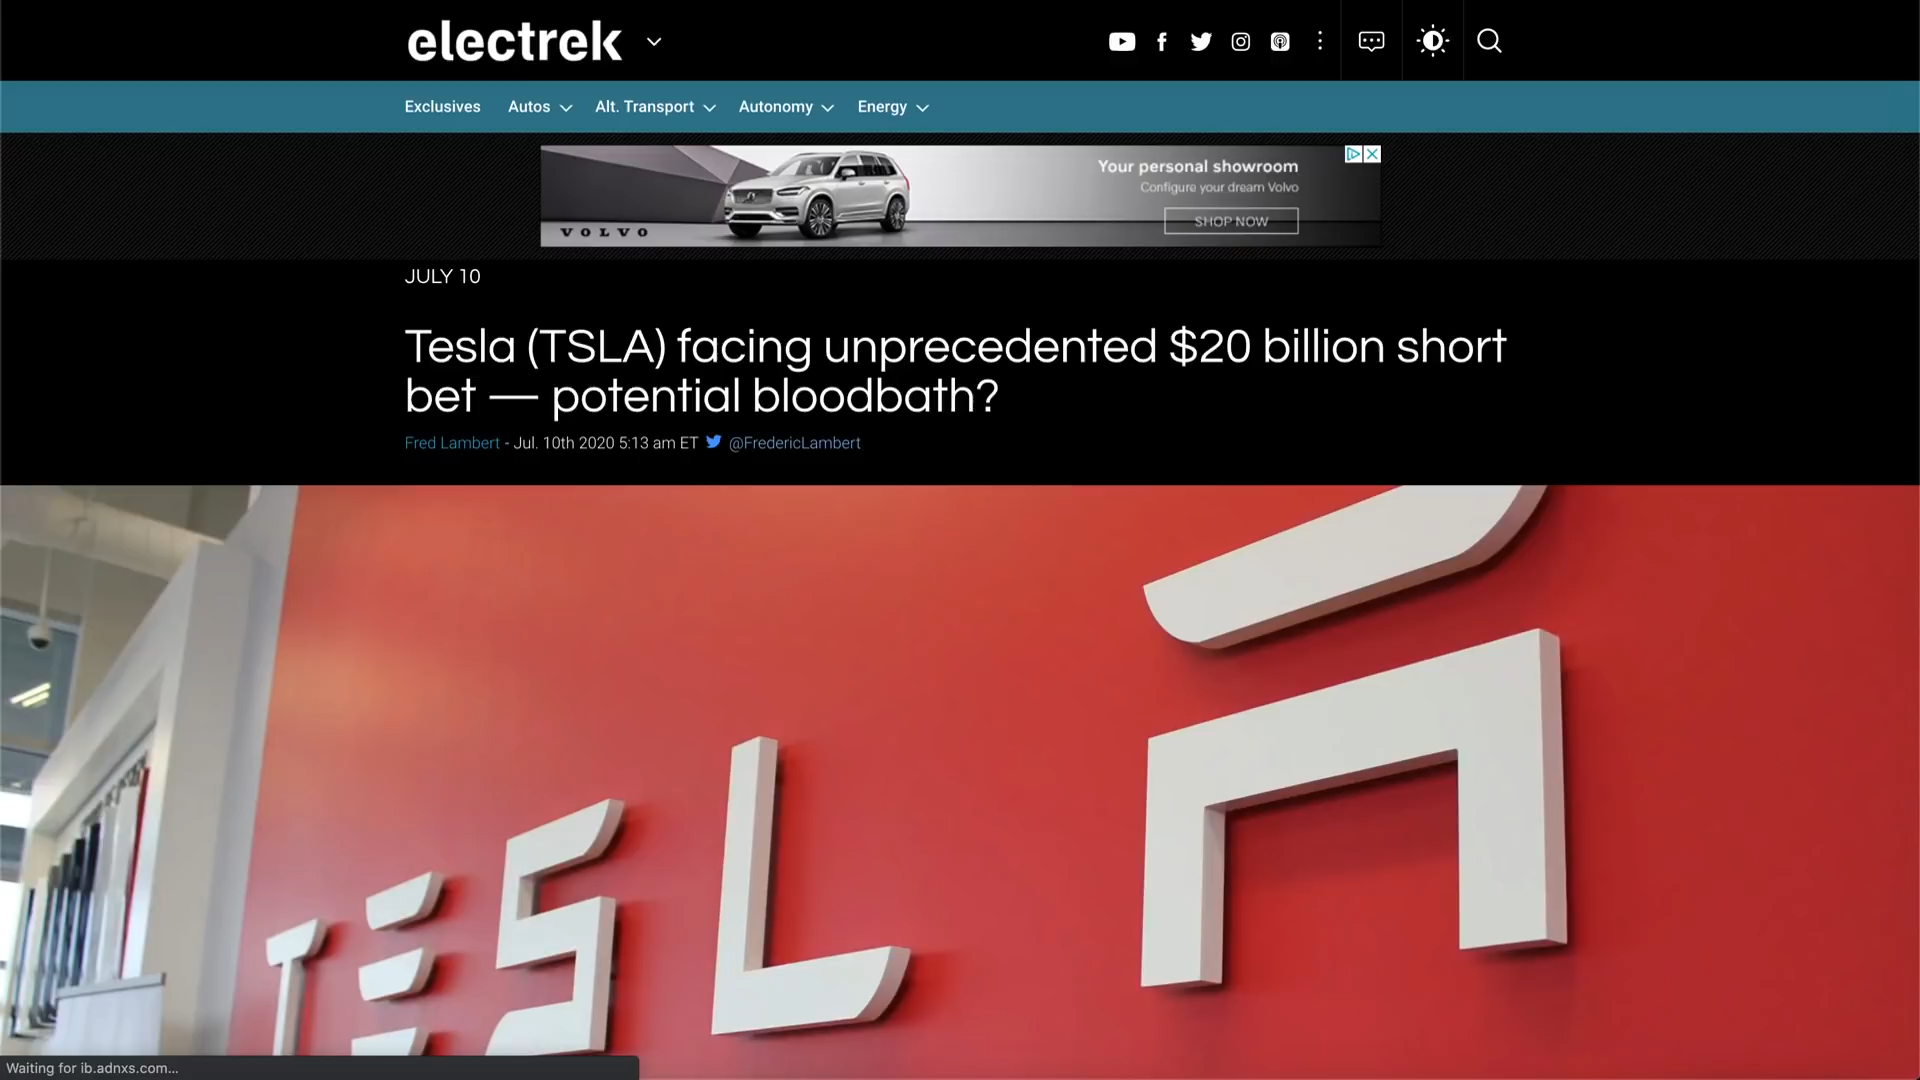 electrek
Exclusives
Autos
Alt. Transport
Autonomy
Energy
VOLVO
Your personal showroom
Configure your dream Volvo
SHOP NOW
JULY 10
Tesla (TSLA) facing unprecedented $20 billion short
bet — potential bloodbath?
Fred Lambert - Jul. 10th 2020 5:13 am ET @FredericLambert
TESLA
Waiting for ib.adnxs.com...